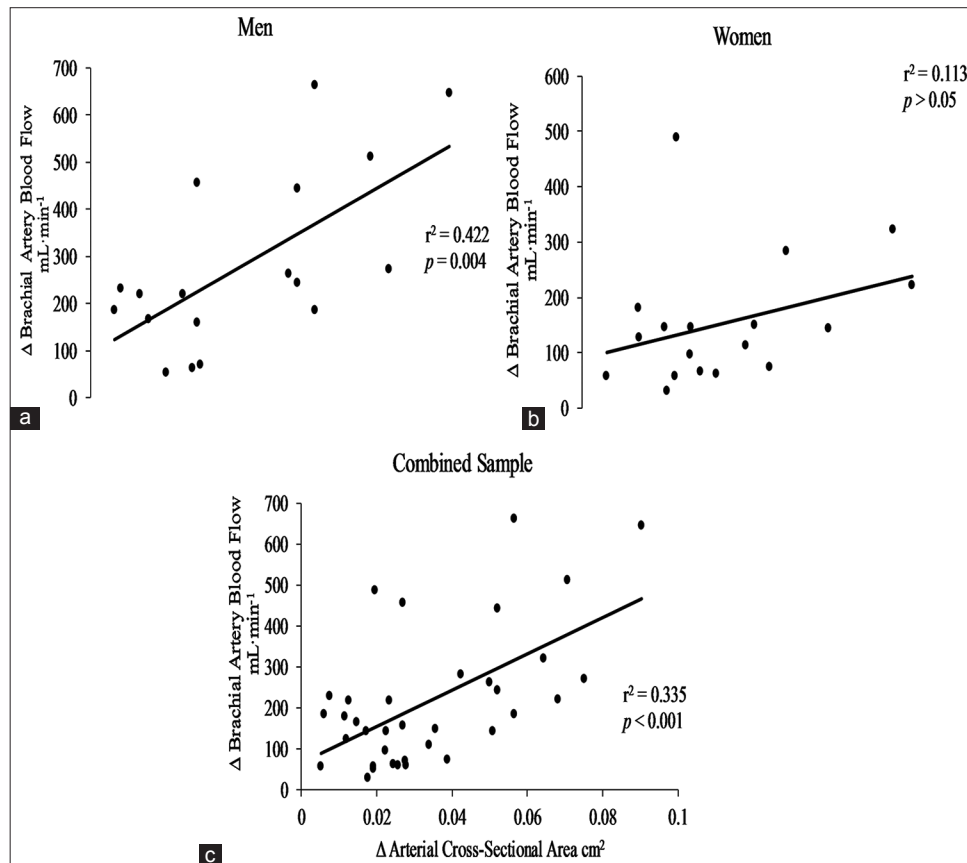 Men
700
600
500
400
300
200
100
0
Δ Brachial Artery Blood Flow
mL·min⁻¹
r² = 0.422
p = 0.004
a
Women
600
500
400
300
200
100
0
Δ Brachial Artery Blood Flow
mL·min⁻¹
r² = 0.113
p > 0.05
b
Combined Sample
700
600
500
400
300
200
100
0
Δ Brachial Artery Blood Flow
mL·min⁻¹
r² = 0.335
p < 0.001
0 0.02 0.04 0.06 0.08 0.1
Δ Arterial Cross-Sectional Area cm²
c